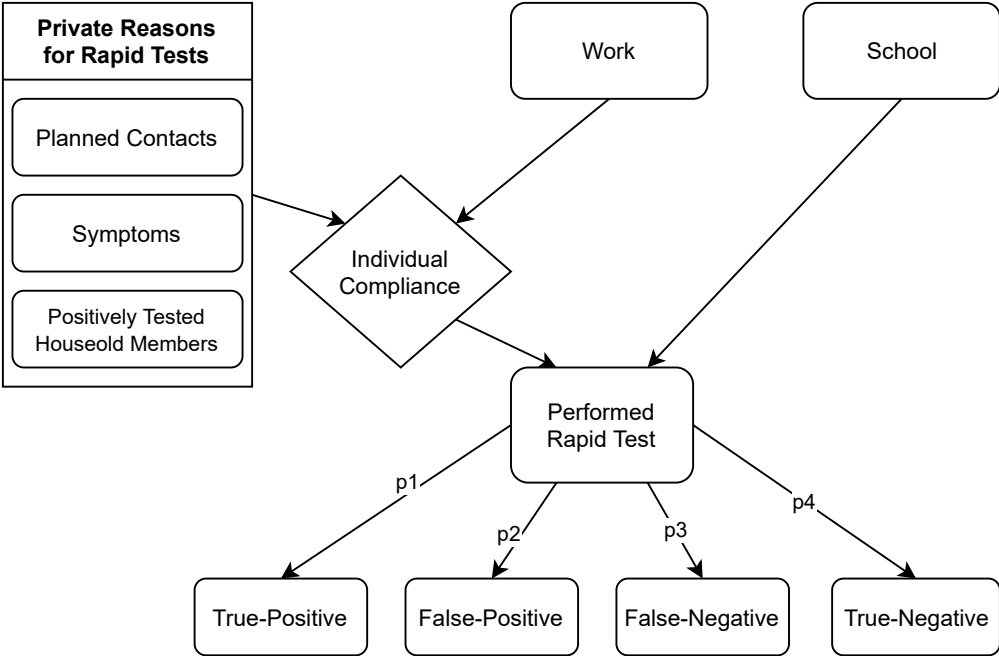 Private Reasons
for Rapid Tests
Planned Contacts
Symptoms
Positively Tested
Houseold Members
Work
School
Individual
Compliance
Performed
Rapid Test
p1
p2
p3
p4
True-Positive
False-Positive
False-Negative
True-Negative